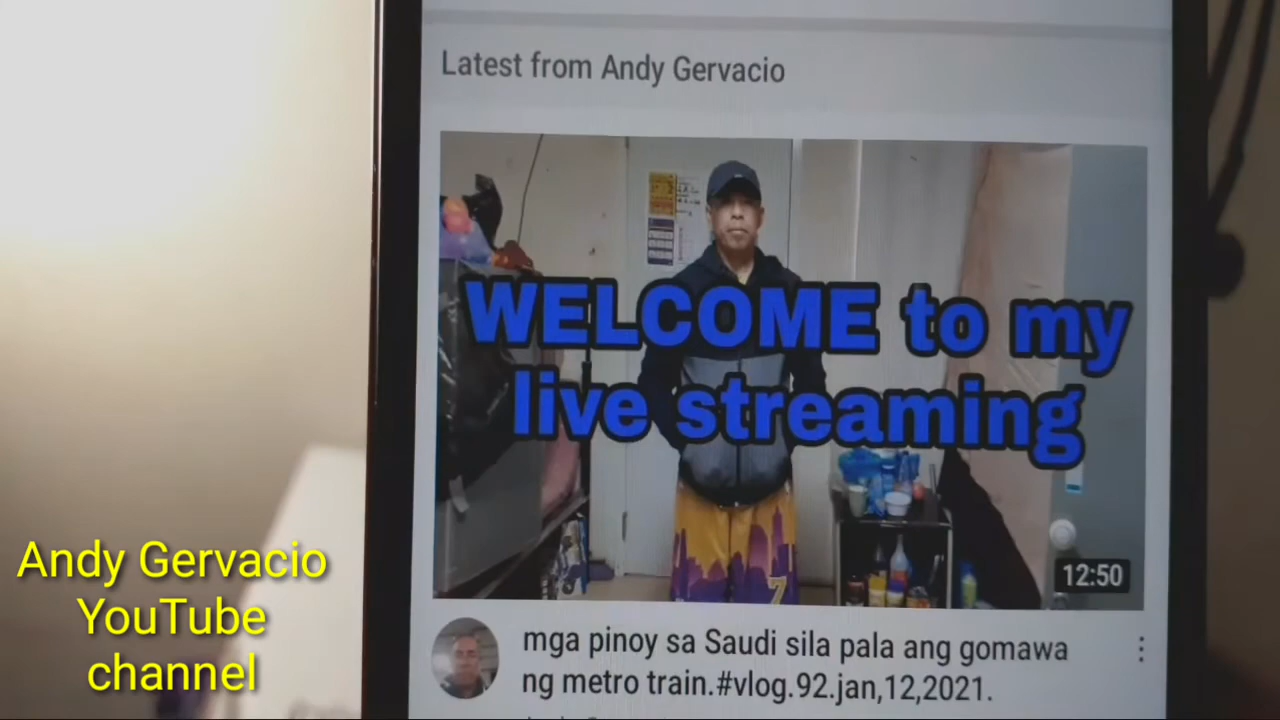 Latest from Andy Gervacio
WELCOME to my
live streaming
12:50
mga pinoy sa Saudi sila pala ang gomawa
ng metro train.#vlog.92.jan,12,2021.
Andy Gervacio
YouTube
channel